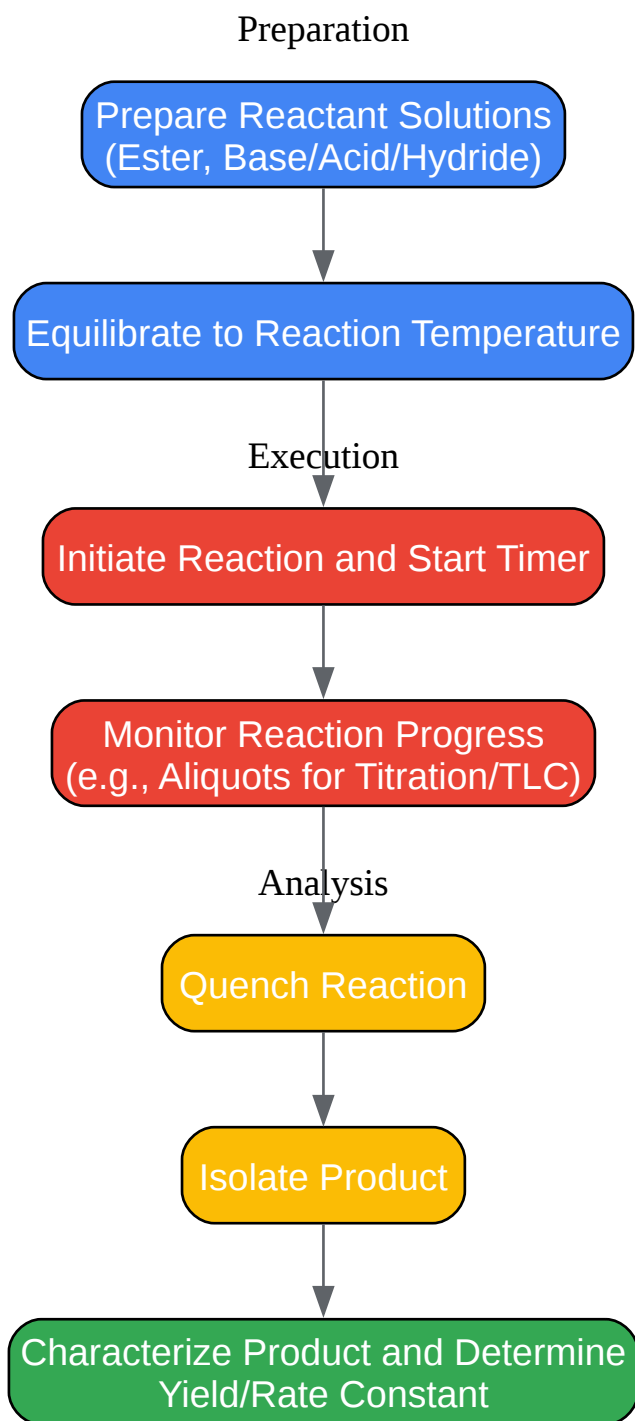 Preparation
Prepare Reactant Solutions
(Ester, Base/Acid/Hydride)
Equilibrate to Reaction Temperature
Execution
Initiate Reaction and Start Timer
Monitor Reaction Progress
(e.g., Aliquots for Titration/TLC)
Analysis
Quench Reaction
Isolate Product
Characterize Product and Determine
Yield/Rate Constant